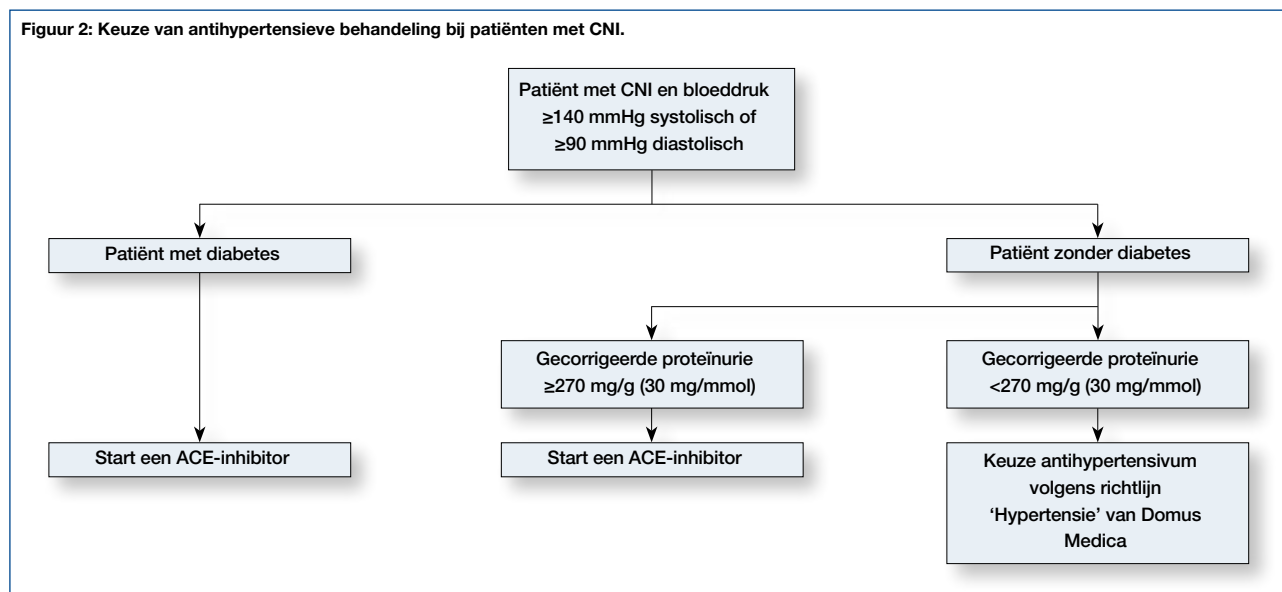 Figuur 2: Keuze van antihypertensieve behandeling bij patiënten met CNI.
Patiënt met CNI en bloeddruk
≥140 mmHg systolisch of
≥90 mmHg diastolisch
Patiënt met diabetes
Patiënt zonder diabetes
Gecorrigeerde proteïnurie
≥270 mg/g (30 mg/mmol)
Gecorrigeerde proteïnurie
<270 mg/g (30 mg/mmol)
Start een ACE-inhibitor
Start een ACE-inhibitor
Keuze antihypertensivum
volgens richtlijn
‘Hypertensie’ van Domus
Medica